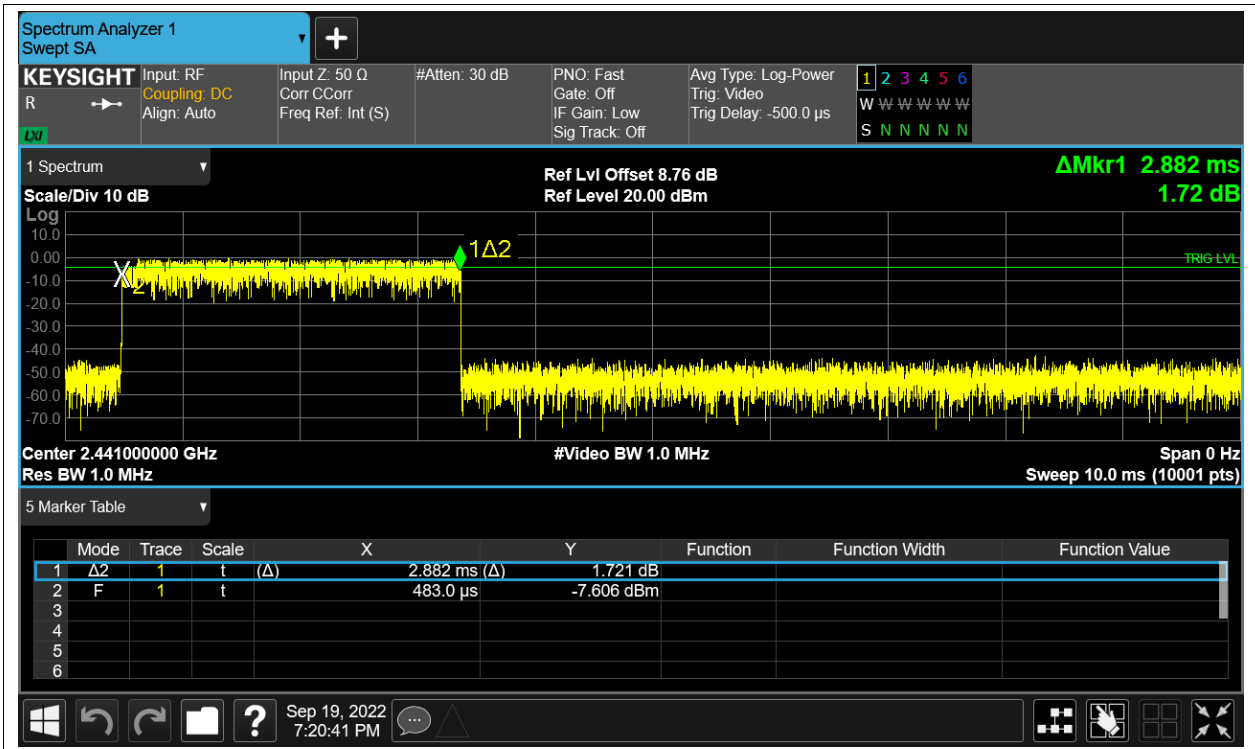 Spectrum Analyzer 1
Swept SA
+
KEYSIGHT Input: RF Input Z: 50 Ω #Atten: 30 dB PNO: Fast Avg Type: Log-Power 1 2 3 4 5 6
R Coupling: DC Corr CCorr Gate: Off Trig: Video W W W W W W
Align: Auto Freq Ref: Int (S) IF Gain: Low Trig Delay: -500.0 µs
LXI Sig Track: Off S N N N N N
1 Spectrum Ref Lvl Offset 8.76 dB ΔMkr1 2.882 ms
Scale/Div 10 dB Ref Level 20.00 dBm 1.72 dB
Log
10.0
1Δ2
0.00
TRIG LVL
X2
-10.0
-20.0
-30.0
-40.0
-50.0
-60.0
-70.0
Center 2.441000000 GHz #Video BW 1.0 MHz Span 0 Hz
Res BW 1.0 MHz Sweep 10.0 ms (10001 pts)
5 Marker Table
Mode Trace Scale X Y Function Function Width Function Value
1 Δ2 1 t (Δ) 2.882 ms (Δ) 1.721 dB
2 F 1 t 483.0 µs -7.606 dBm
3
4
5
6
? Sep 19, 2022
7:20:41 PM